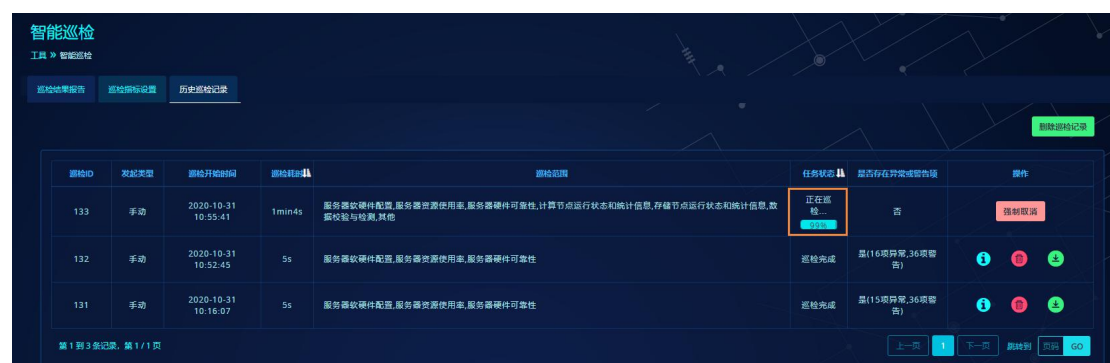 智能巡检
工具 » 智能巡检
巡检结果报告 巡检指标设置 历史巡检记录
删除巡检记录
巡检ID 发起类型 巡检开始时间 巡检耗时 巡检范围 任务状态 是否存在异常或警告项 操作
133 手动 2020-10-31 10:55:41 1min4s 服务器软硬件配置,服务器资源使用率,服务器硬件可靠性,计算节点运行状态和统计信息,存储节点运行状态和统计信息,数据校验与检测,其他 正在巡检... 99% 否 强制取消
132 手动 2020-10-31 10:52:45 5s 服务器软硬件配置,服务器资源使用率,服务器硬件可靠性 巡检完成 是(16项异常,36项警告)
131 手动 2020-10-31 10:16:07 5s 服务器软硬件配置,服务器资源使用率,服务器硬件可靠性 巡检完成 是(15项异常,36项警告)
第 1 到 3 条记录, 第 1 / 1 页 上一页 1 下一页 跳转到 页码 GO